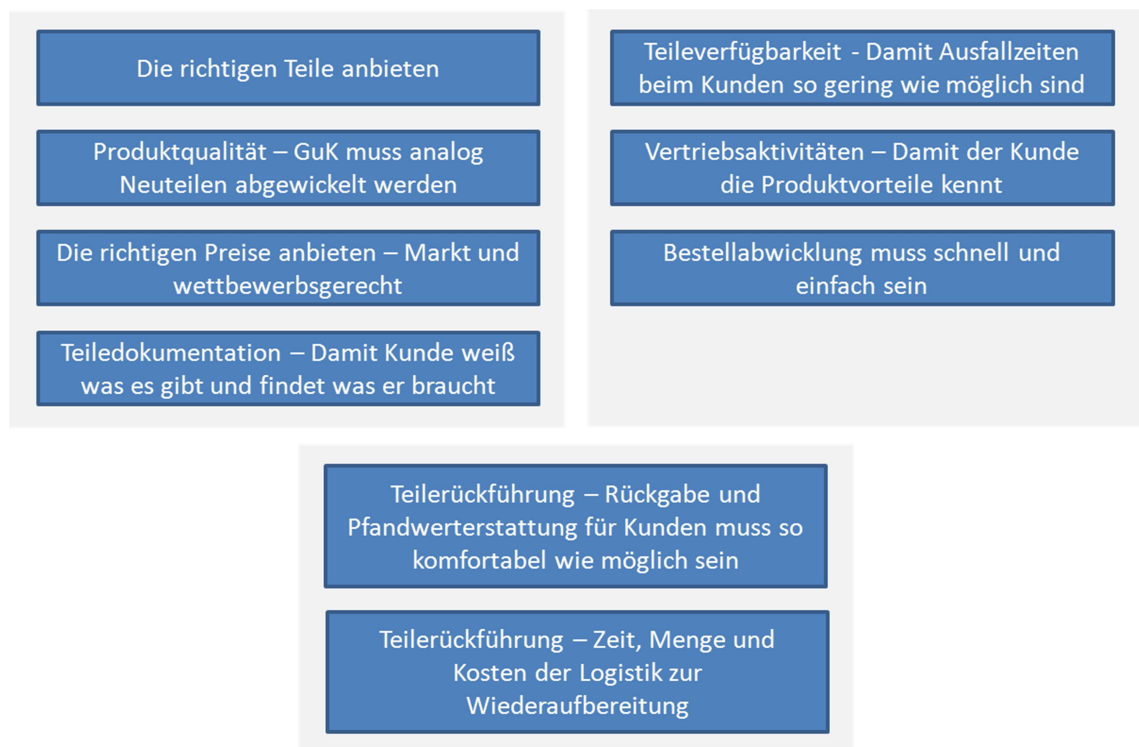 Die richtigen Teile anbieten
Produktqualität – GuK muss analog
Neuteilen abgewickelt werden
Die richtigen Preise anbieten – Markt und
wettbewerbsgerecht
Teiledokumentation – Damit Kunde weiß
was es gibt und findet was er braucht
Teileverfügbarkeit - Damit Ausfallzeiten
beim Kunden so gering wie möglich sind
Vertriebsaktivitäten – Damit der Kunde
die Produktvorteile kennt
Bestellabwicklung muss schnell und
einfach sein
Teilerückführung – Rückgabe und
Pfandwerterstattung für Kunden muss so
komfortabel wie möglich sein
Teilerückführung – Zeit, Menge und
Kosten der Logistik zur
Wiederaufbereitung